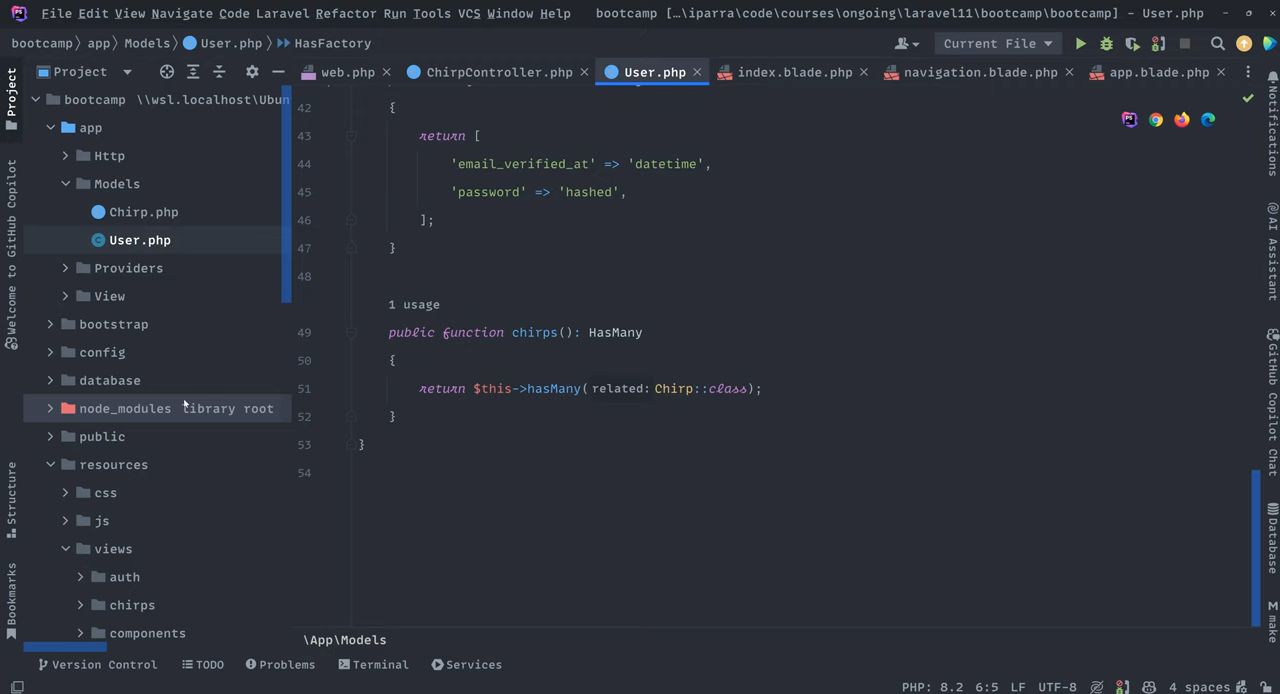 File Edit View Navigate Code Laravel Refactor Run Tools VCS Window Help bootcamp [...\iparra\code\courses\ongoing\laravel11\bootcamp\bootcamp] - User.php
bootcamp app Models User.php HasFactory Current File
Project web.php ChirpController.php User.php index.blade.php navigation.blade.php app.blade.php
bootcamp \\wsl.localhost\Ubun
app
Http
Models
Chirp.php
User.php
Providers
View
bootstrap
config
database
node_modules library root
public
resources
css
js
views
auth
chirps
components
42 {
43 return [
44 'email_verified_at' => 'datetime',
45 'password' => 'hashed',
46 ];
47 }
48
1 usage
49 public function chirps(): HasMany
50 {
51 return $this->hasMany( related: Chirp::class);
52 }
53 }
54
\App\Models
Project
Welcome to GitHub Copilot
Structure
Bookmarks
Notifications
AI Assistant
GitHub Copilot Chat
Database
make
Version Control TODO Problems Terminal Services
PHP: 8.2 6:5 LF UTF-8 4 spaces